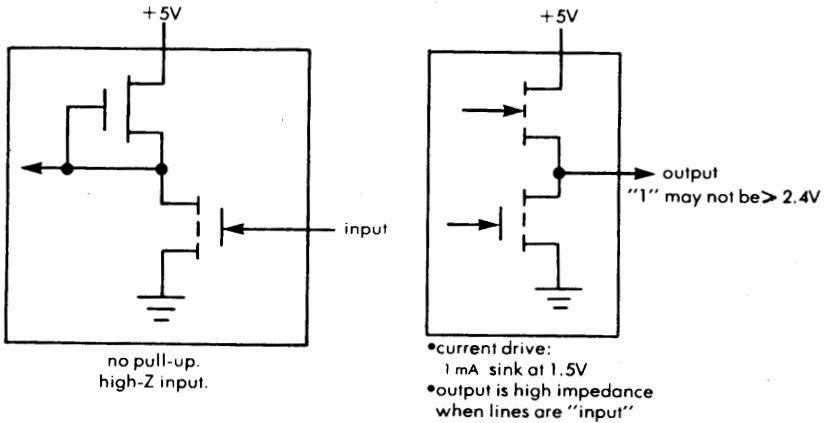 +5V
input
no pull-up.
high-Z input.
+5V
output
"1" may not be > 2.4V
•current drive:
1 mA sink at 1.5V
•output is high impedance
when lines are "input"